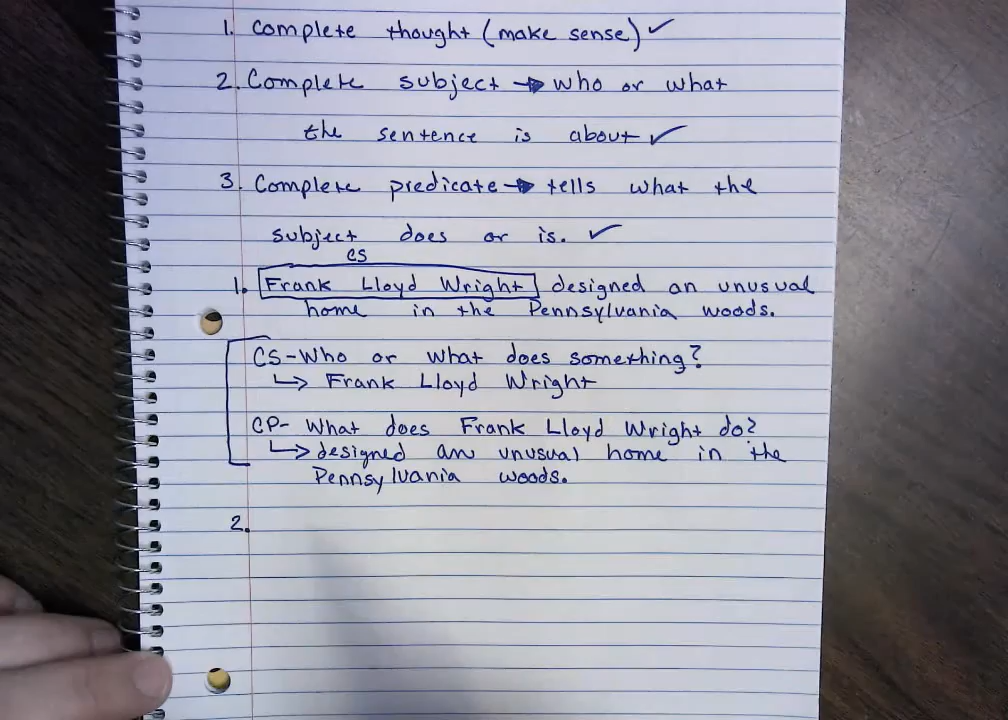 1. Complete thought (make sense) ✓
2. Complete subject → who or what
the sentence is about ✓
3. Complete predicate → tells what the
subject does or is. ✓
CS
1. Frank Lloyd Wright designed an unusual
home in the Pennsylvania woods.
CS-Who or what does something?
↳ Frank Lloyd Wright
CP- What does Frank Lloyd Wright do?
↳ designed an unusual home in the
Pennsylvania woods.
2.